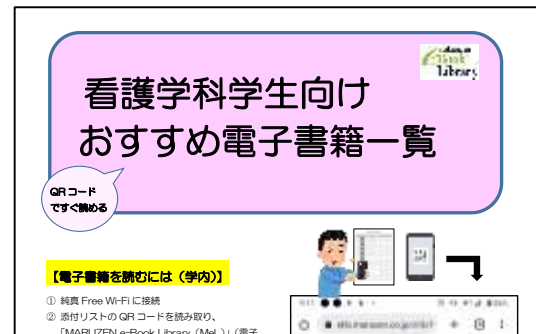 看護学科学生向け
おすすめ電子書籍一覧
Library
QRコード
ですぐ読める
【電子書籍を読むには（学内）】
① 純真 Free Wi-Fi に接続
② 添付リストの QR コードを読み取り、
「MARUZEN e-Book Library（MeL）」（電子